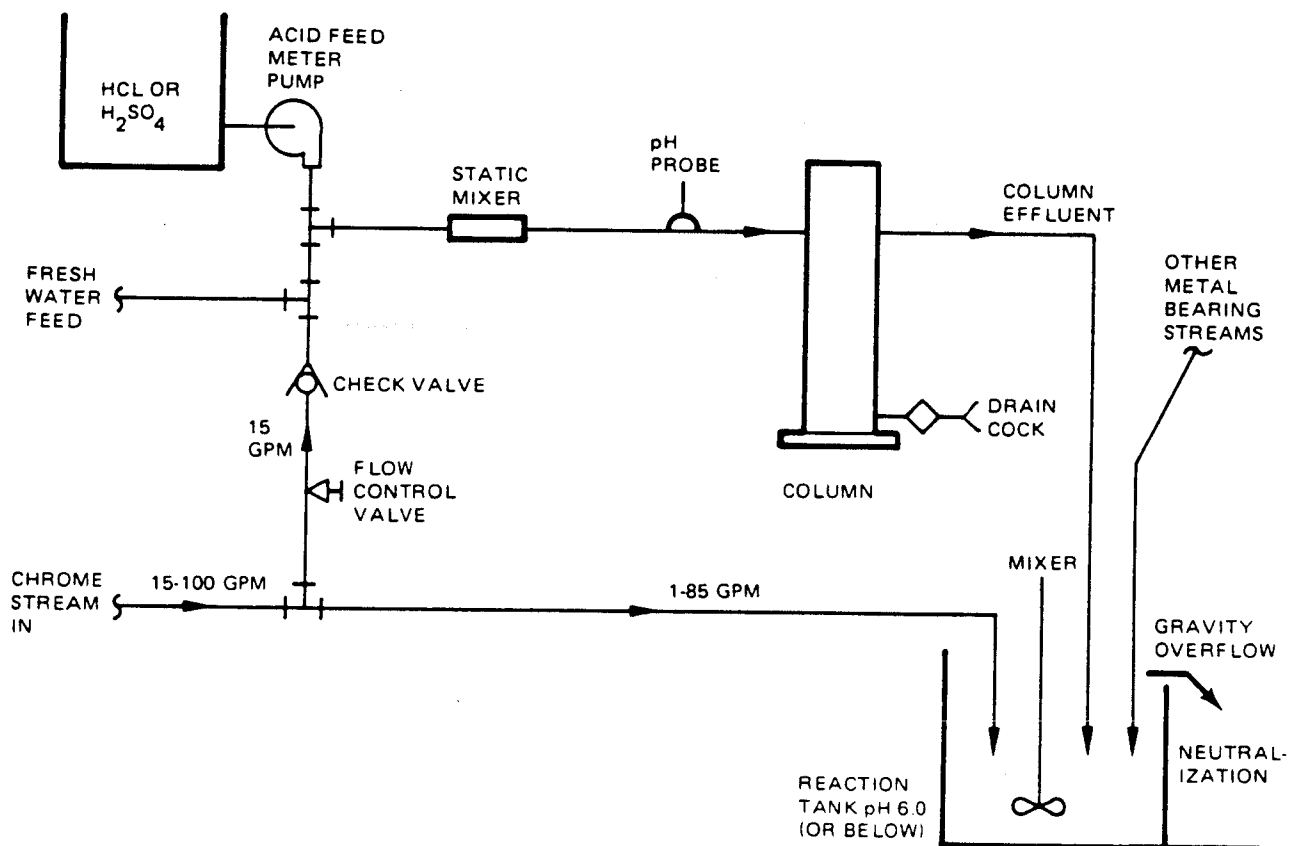 ACID FEED
METER
PUMP
HCL OR
H₂SO₄
pH
PROBE
STATIC
MIXER
COLUMN
EFFLUENT
FRESH
WATER
FEED
OTHER
METAL
BEARING
STREAMS
CHECK VALVE
15
GPM
DRAIN
COCK
FLOW
CONTROL
VALVE
COLUMN
MIXER
CHROME
STREAM
IN
15-100 GPM
1-85 GPM
GRAVITY
OVERFLOW
NEUTRAL-
IZATION
REACTION
TANK pH 6.0
(OR BELOW)